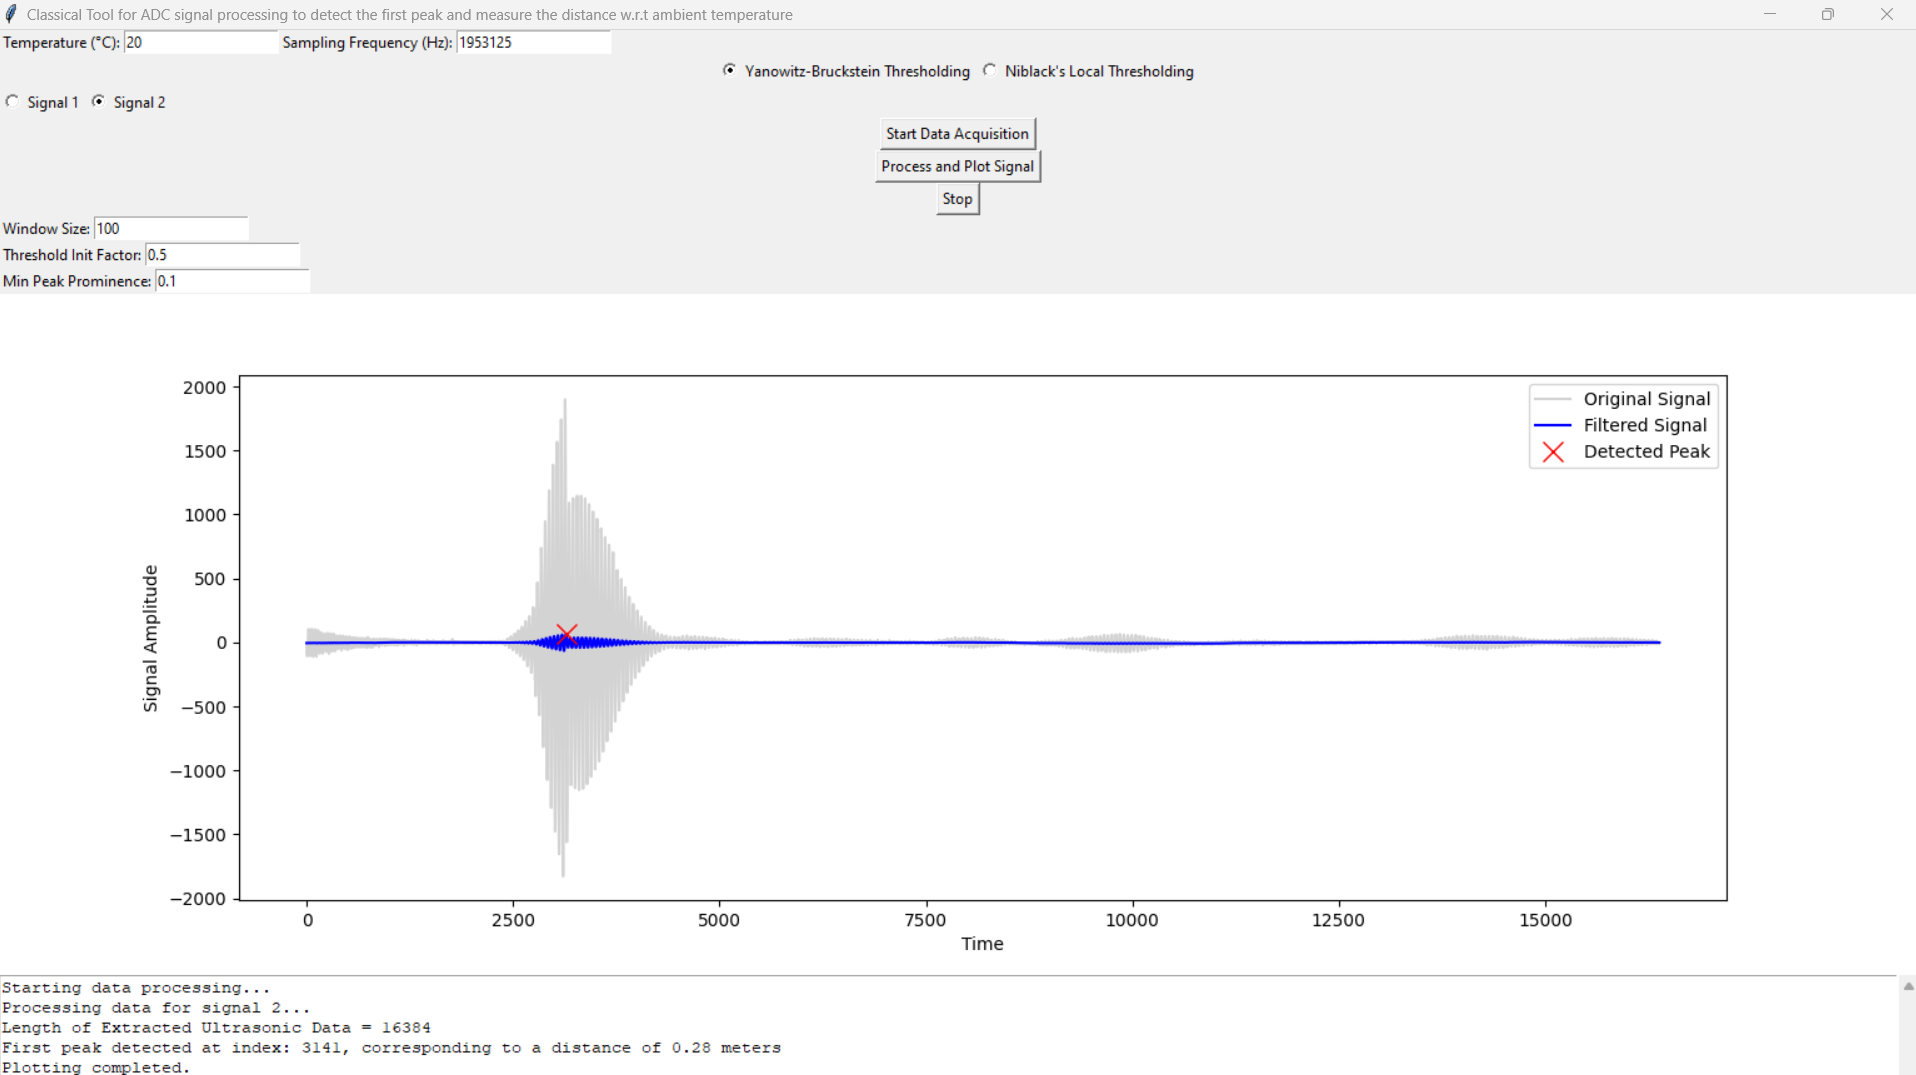 Classical Tool for ADC signal processing to detect the first peak and measure the distance w.r.t ambient temperature
Temperature (°C): 20 Sampling Frequency (Hz): 1953125
Yanowitz-Bruckstein Thresholding Niblack's Local Thresholding
Signal 1 Signal 2
Start Data Acquisition
Process and Plot Signal
Stop
Window Size: 100
Threshold Init Factor: 0.5
Min Peak Prominence: 0.1
Original Signal
Filtered Signal
Detected Peak
Signal Amplitude
2000
1500
1000
500
0
−500
−1000
−1500
−2000
0 2500 5000 7500 10000 12500 15000
Time
Starting data processing...
Processing data for signal 2...
Length of Extracted Ultrasonic Data = 16384
First peak detected at index: 3141, corresponding to a distance of 0.28 meters
Plotting completed.